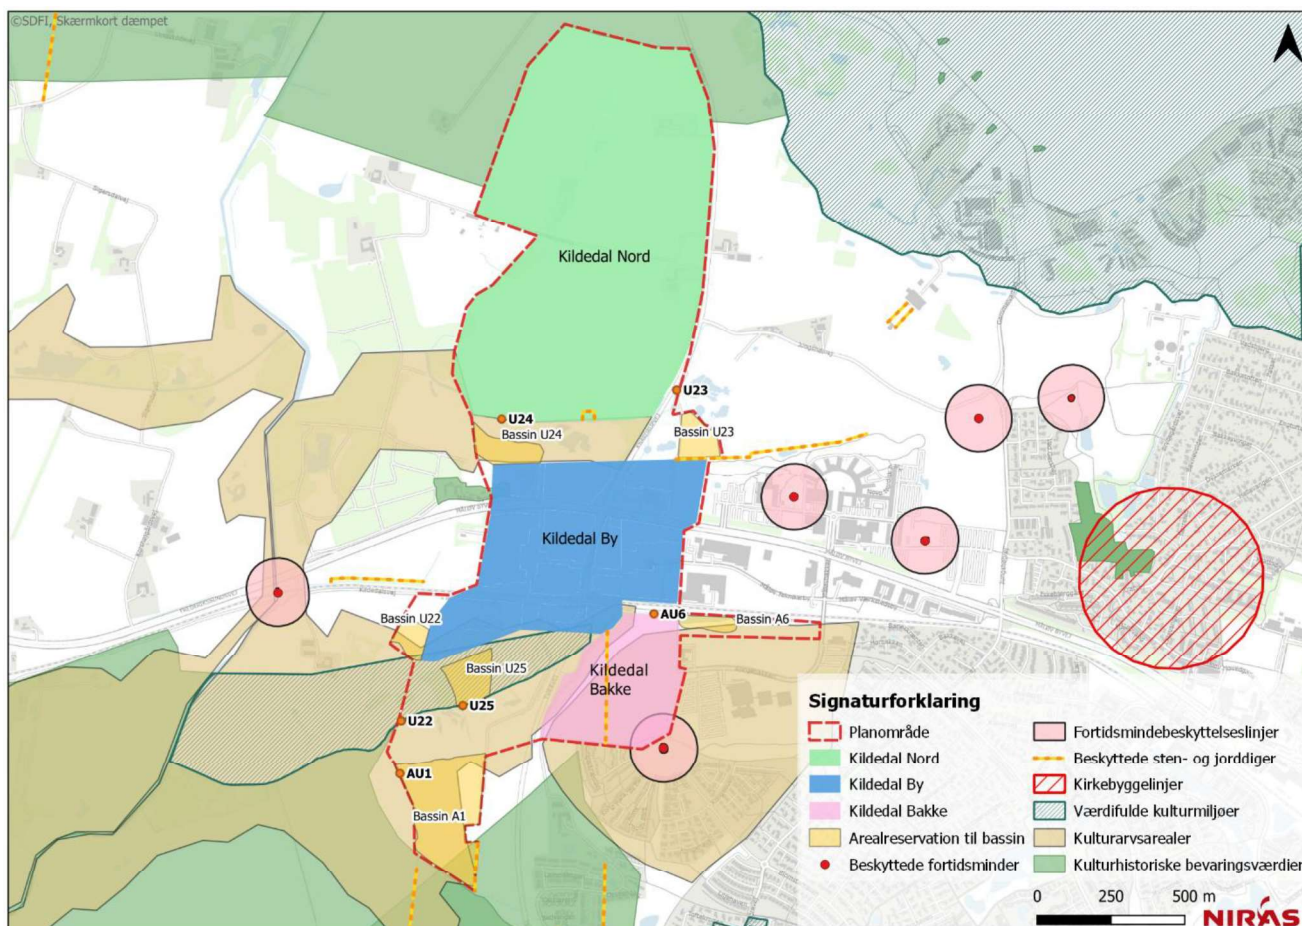 ©SDFI, Skærmkort dæmpet
Kildedal Nord
U23
U24
Bassin U24
Bassin U23
Kildedal By
AU6
Bassin U22
Bassin A6
Bassin U25
Kildedal
Bakke
U25
U22
AU1
Bassin A1
Signaturforklaring
Planområde
Kildedal Nord
Kildedal By
Kildedal Bakke
Arealreservation til bassin
Beskyttede fortidsminder
Fortidsmindebeskyttelseslinjer
Beskyttede sten- og jorddiger
Kirkebyggelinjer
Værdifulde kulturmiljøer
Kulturarvsarealer
Kulturhistoriske bevaringsværdier
0 250 500 m
NIRAS